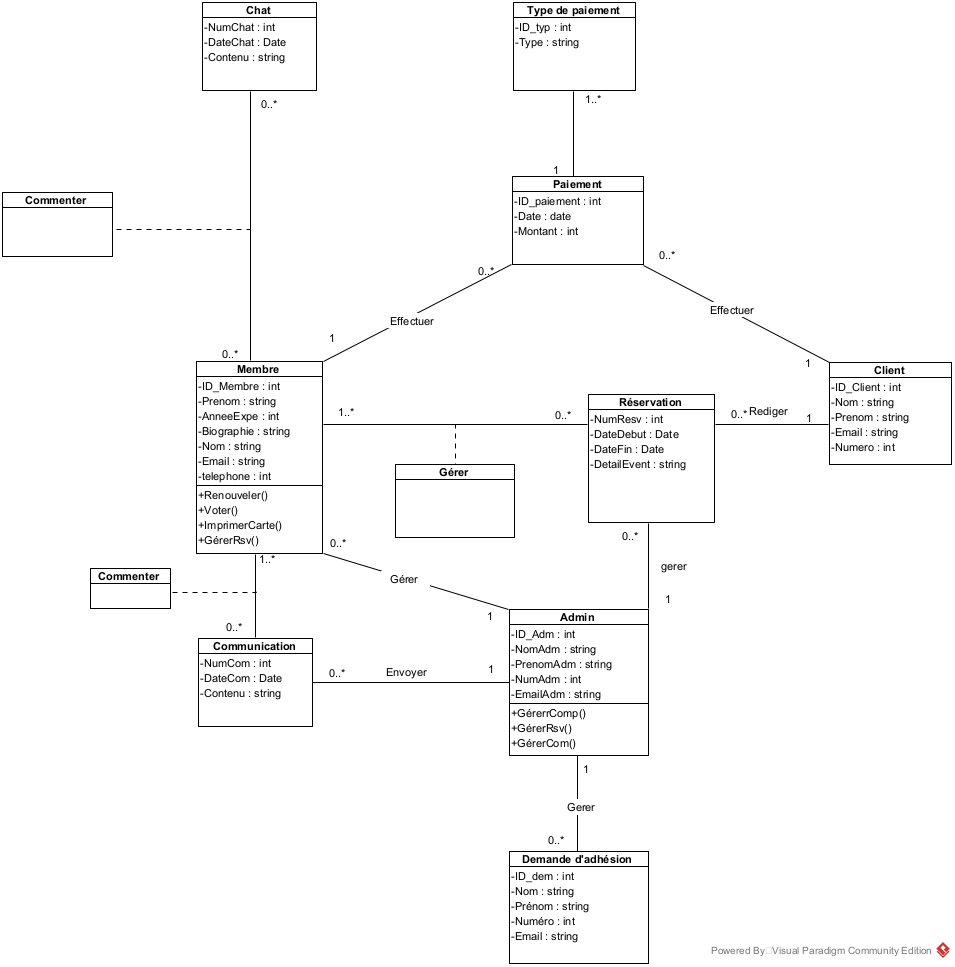 Chat
-NumChat : int
-DateChat : Date
-Contenu : string
0..*
Type de paiement
-ID_typ : int
-Type : string
1..*
1
Paiement
-ID_paiement : int
-Date : date
-Montant : int
Commenter
0..*
0..*
Effectuer
Effectuer
1
1
0..*
Membre
-ID_Membre : int
-Prenom : string
-AnneeExpe : int
-Biographie : string
-Nom : string
-Email : string
-telephone : int
+Renouveler()
+Voter()
+ImprimerCarte()
+GérerRsv()
1..*
0..*
Réservation
-NumResv : int
-DateDebut : Date
-DateFin : Date
-DetailEvent : string
0..*
Rediger
1
Client
-ID_Client : int
-Nom : string
-Prenom : string
-Email : string
-Numero : int
Gérer
0..*
0..*
1..*
Gérer
gerer
1
1
Commenter
0..*
Communication
-NumCom : int
-DateCom : Date
-Contenu : string
0..*
Envoyer
1
Admin
-ID_Adm : int
-NomAdm : string
-PrenomAdm : string
-NumAdm : int
-EmailAdm : string
+GérerrComp()
+GérerRsv()
+GérerCom()
1
Gerer
0..*
Demande d'adhésion
-ID_dem : int
-Nom : string
-Prénom : string
-Numéro : int
-Email : string
Powered By Visual Paradigm Community Edition